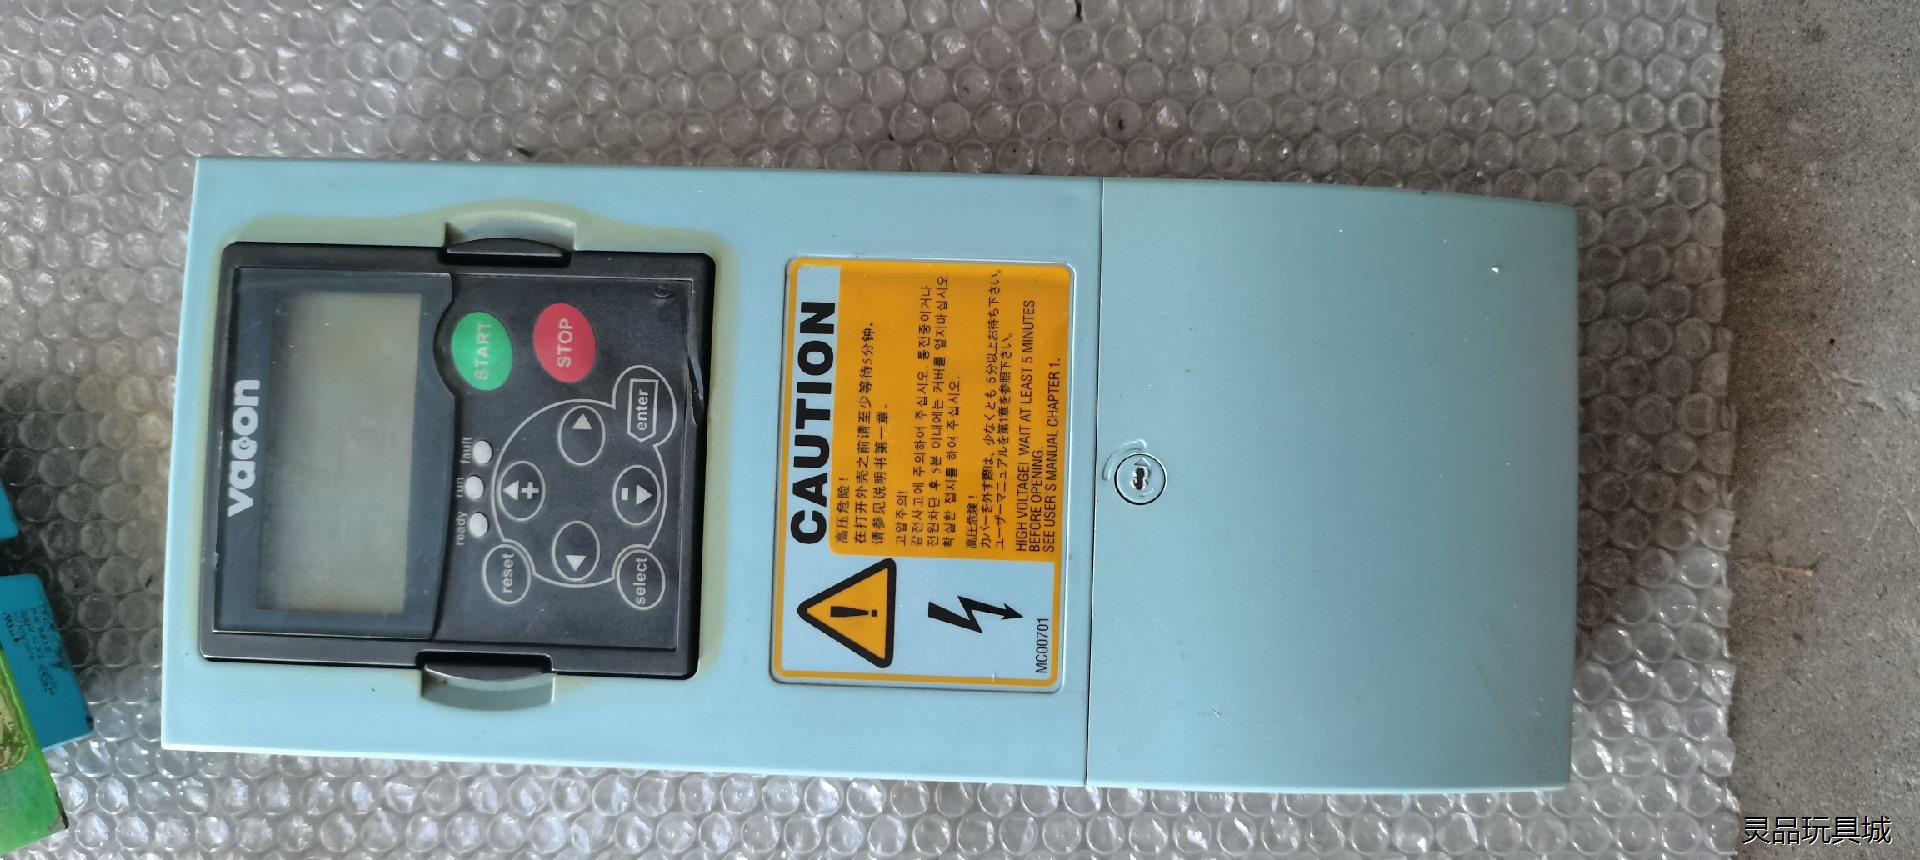 vacon
ready
run
fault
START
STOP
reset
select
enter
CAUTION
高压危险!
在打开外壳之前请至少等待5分钟.
请参见说明书第一章.
고압주의!
감전사고에 주의하여 주십시오. 통전중이거나
전원차단 후 5분 이내에는 커버를 열지마십시오
확실한 접지를 하여 주십시오.
高圧危険!
カバーを外す際は、少なくとも 5分以上お待ち下さい。
ユーザーマニュアルを第1章を参照下さい。
HIGH VOLTAGE! WAIT AT LEAST 5 MINUTES
BEFORE OPENING.
SEE USER'S MANUAL CHAPTER 1.
MC00701
灵品玩具城